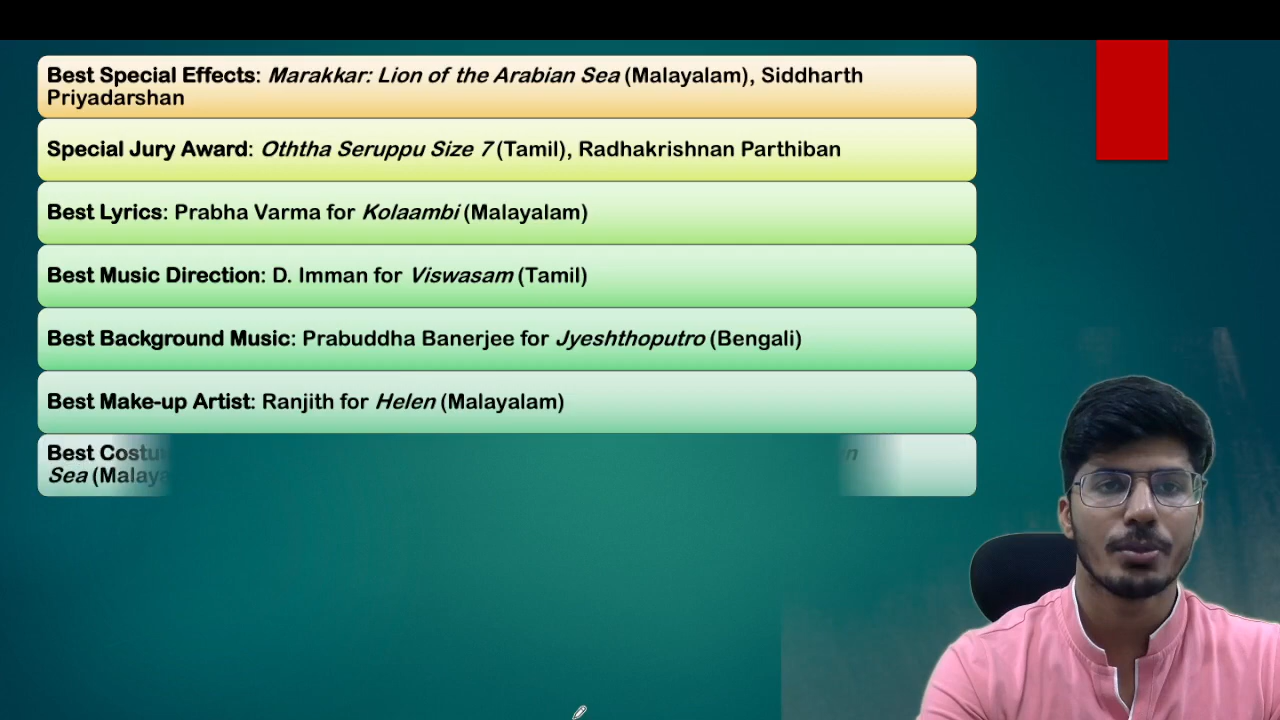 Best Special Effects: Marakkar: Lion of the Arabian Sea (Malayalam), Siddharth
Priyadarshan
Special Jury Award: Oththa Seruppu Size 7 (Tamil), Radhakrishnan Parthiban
Best Lyrics: Prabha Varma for Kolaambi (Malayalam)
Best Music Direction: D. Imman for Viswasam (Tamil)
Best Background Music: Prabuddha Banerjee for Jyeshthoputro (Bengali)
Best Make-up Artist: Ranjith for Helen (Malayalam)
Best
Sea